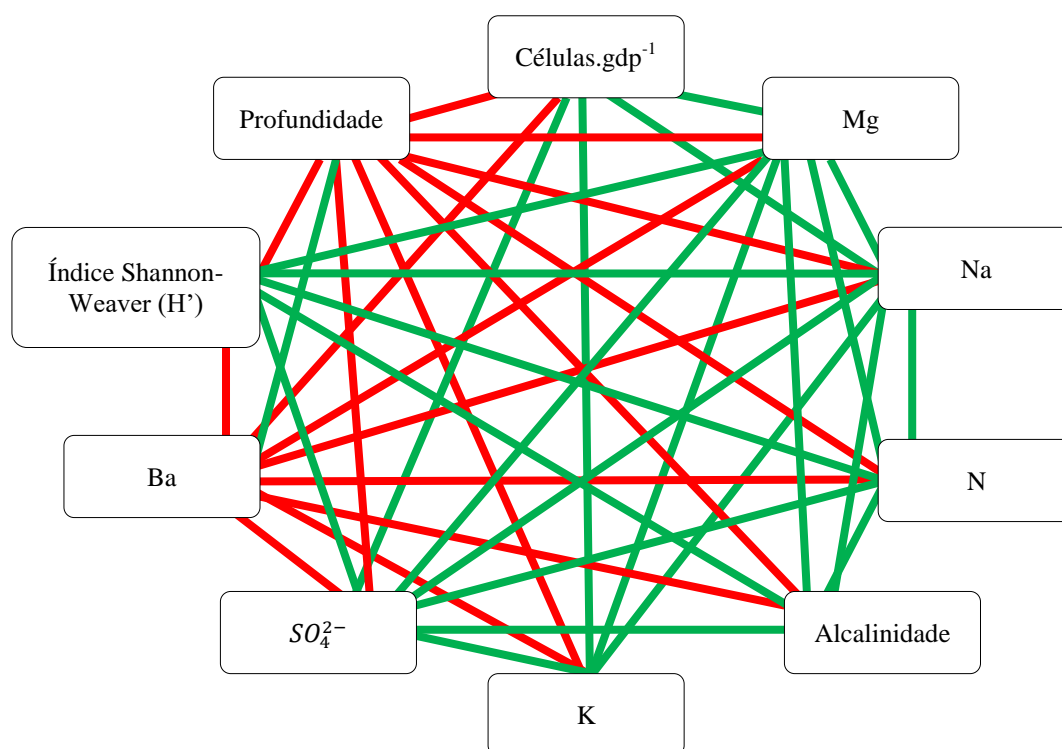 Células.gdp⁻¹
Profundidade
Mg
Índice Shannon-
Weaver (H’)
Na
Ba
N
𝑆𝑂₄²⁻
Alcalinidade
K